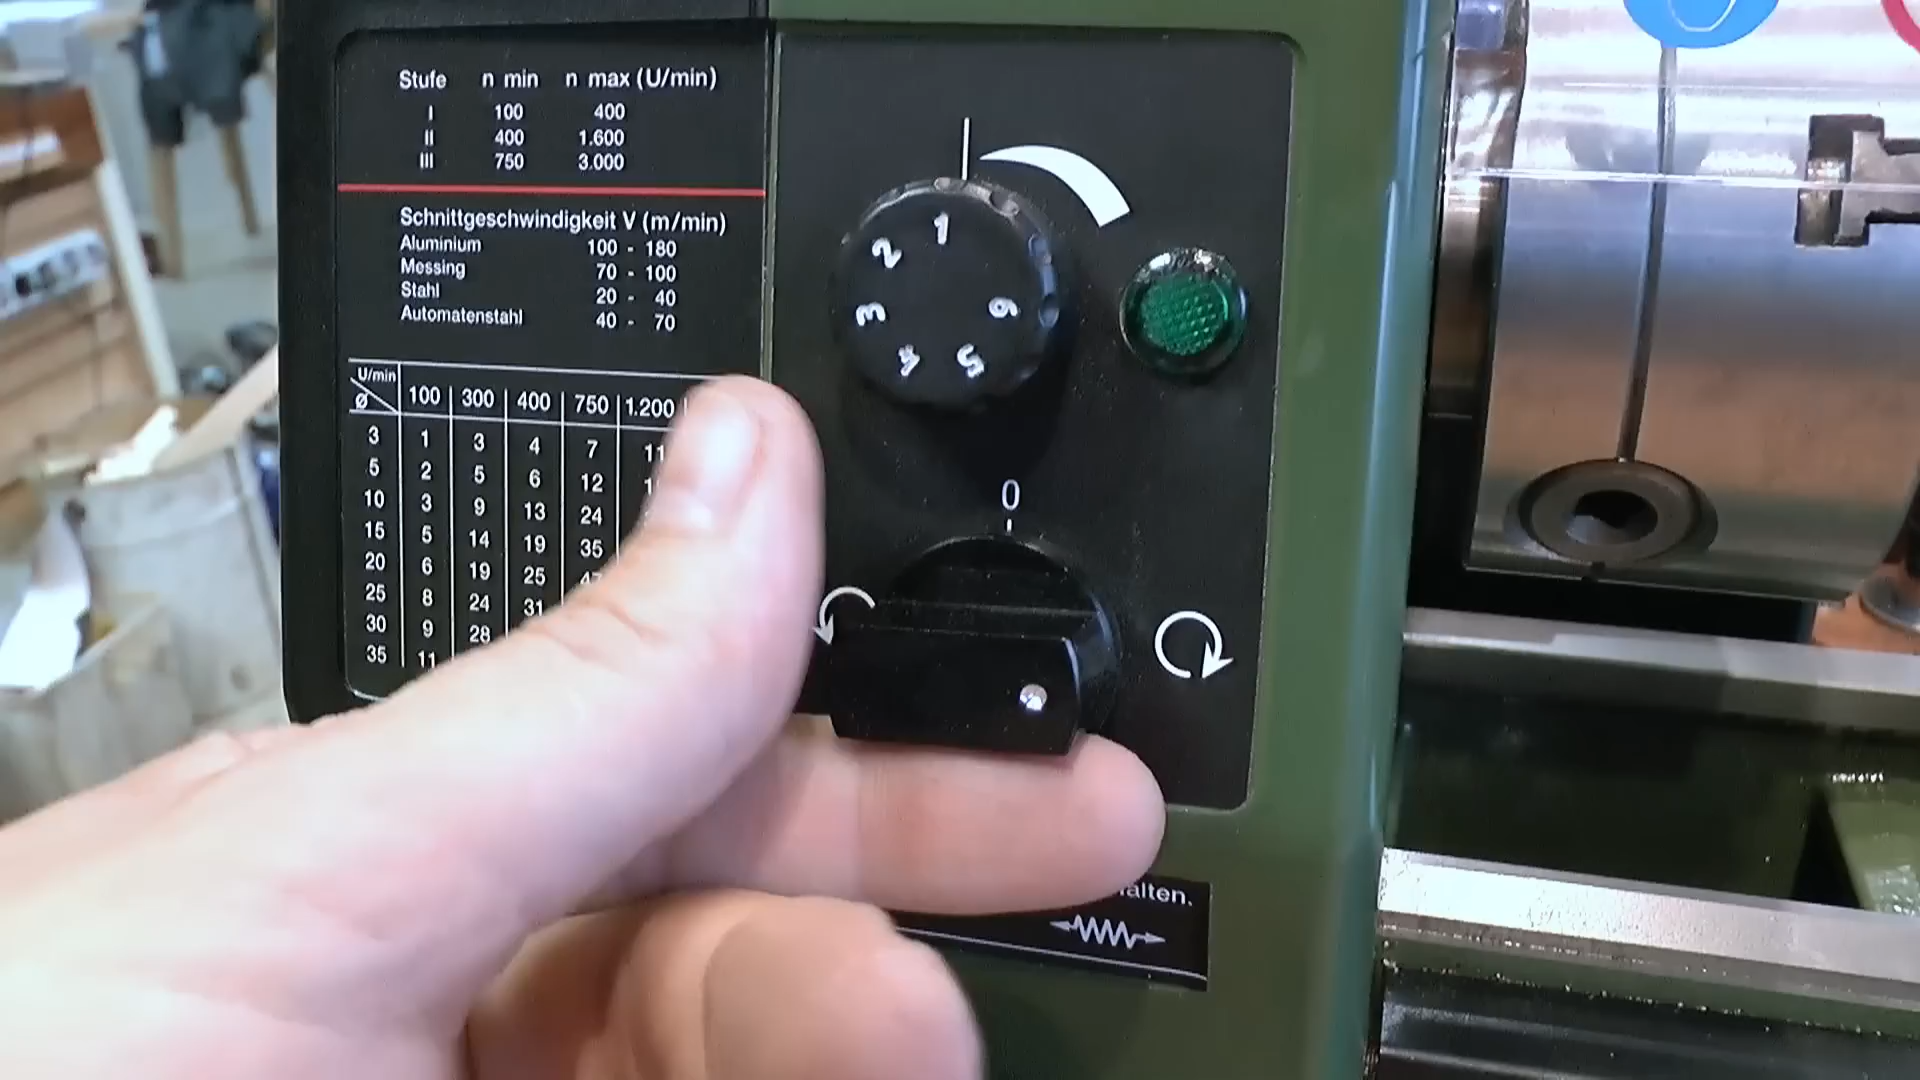 Stufe n min n max (U/min)
I 100 400
II 400 1.600
III 750 3.000
Schnittgeschwindigkeit V (m/min)
Aluminium 100 - 180
Messing 70 - 100
Stahl 20 - 40
Automatenstahl 40 - 70
U/min
ø 100 300 400 750 1.200
3 1 3 4 7 11
5 2 5 6 12
10 3 9 13 24
15 5 14 19 35
20 6 19 25
25 8 24 31
30 9 28
35 11
1 2 3 4 5 6
0